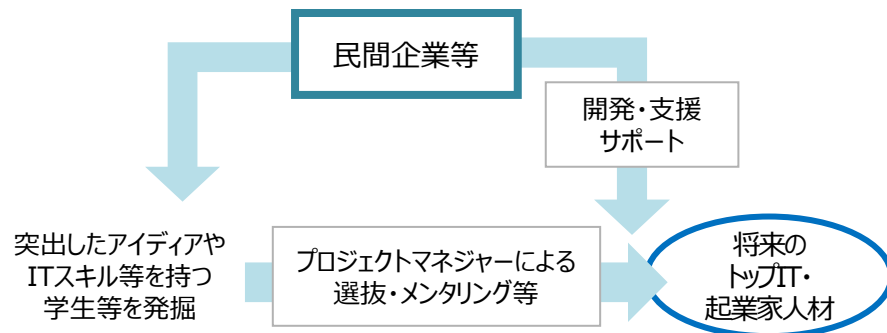 民間企業等
開発・支援
サポート
突出したアイディアや
ITスキル等を持つ
学生等を発掘
プロジェクトマネジャーによる
選抜・メンタリング等
将来の
トップIT・
起業家人材